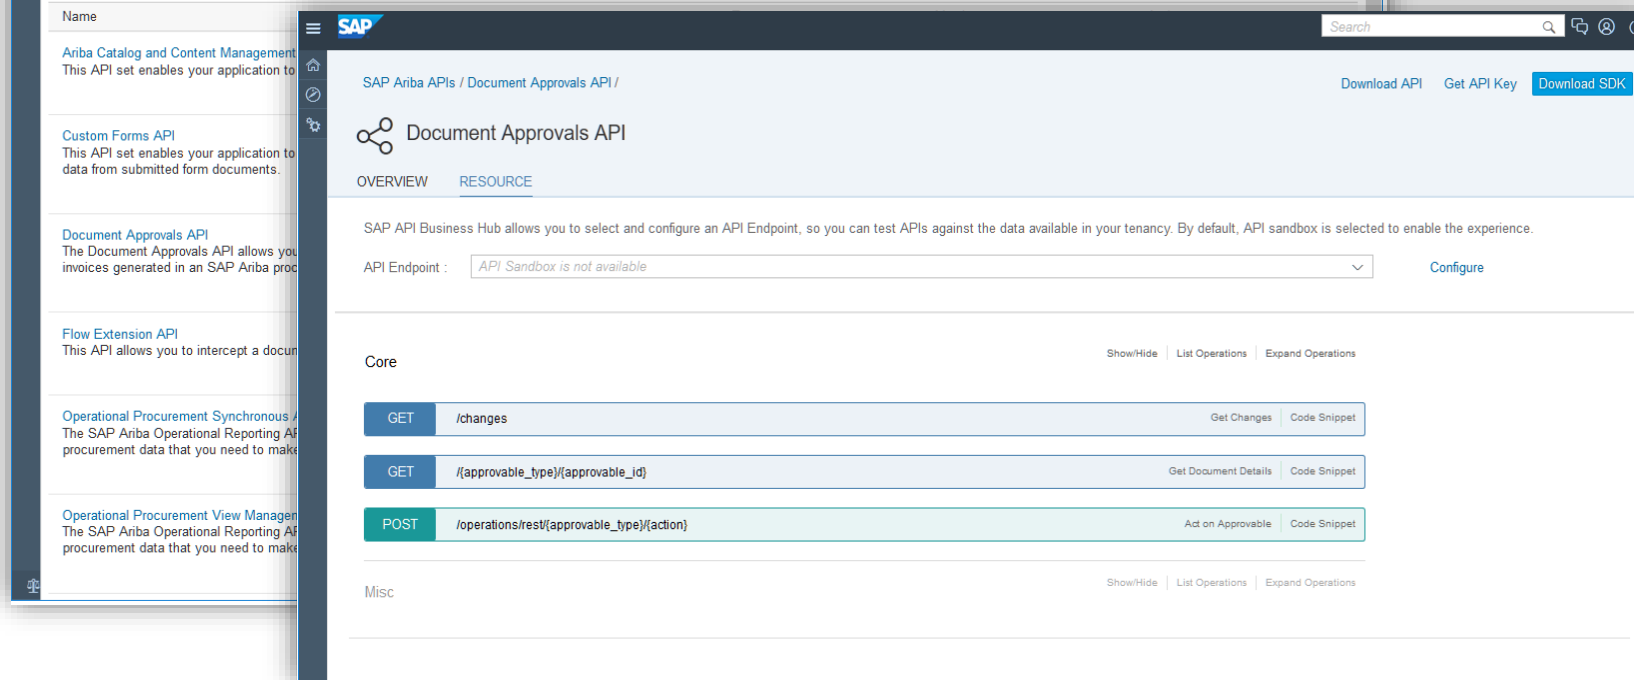 Name
Ariba Catalog and Content Management
This API set enables your application to
Custom Forms API
This API set enables your application to
data from submitted form documents.
Document Approvals API
The Document Approvals API allows you
invoices generated in an SAP Ariba proc
Flow Extension API
This API allows you to intercept a docum
Operational Procurement Synchronous A
The SAP Ariba Operational Reporting AP
procurement data that you need to make
Operational Procurement View Managem
The SAP Ariba Operational Reporting AP
procurement data that you need to make
SAP
Search
SAP Ariba APIs / Document Approvals API /
Download API Get API Key Download SDK
Document Approvals API
OVERVIEW RESOURCE
SAP API Business Hub allows you to select and configure an API Endpoint, so you can test APIs against the data available in your tenancy. By default, API sandbox is selected to enable the experience.
API Endpoint : API Sandbox is not available Configure
Core Show/Hide List Operations Expand Operations
GET /changes Get Changes Code Snippet
GET /{approvable_type}/{approvable_id} Get Document Details Code Snippet
POST /operations/rest/{approvable_type}/{action} Act on Approvable Code Snippet
Misc Show/Hide List Operations Expand Operations